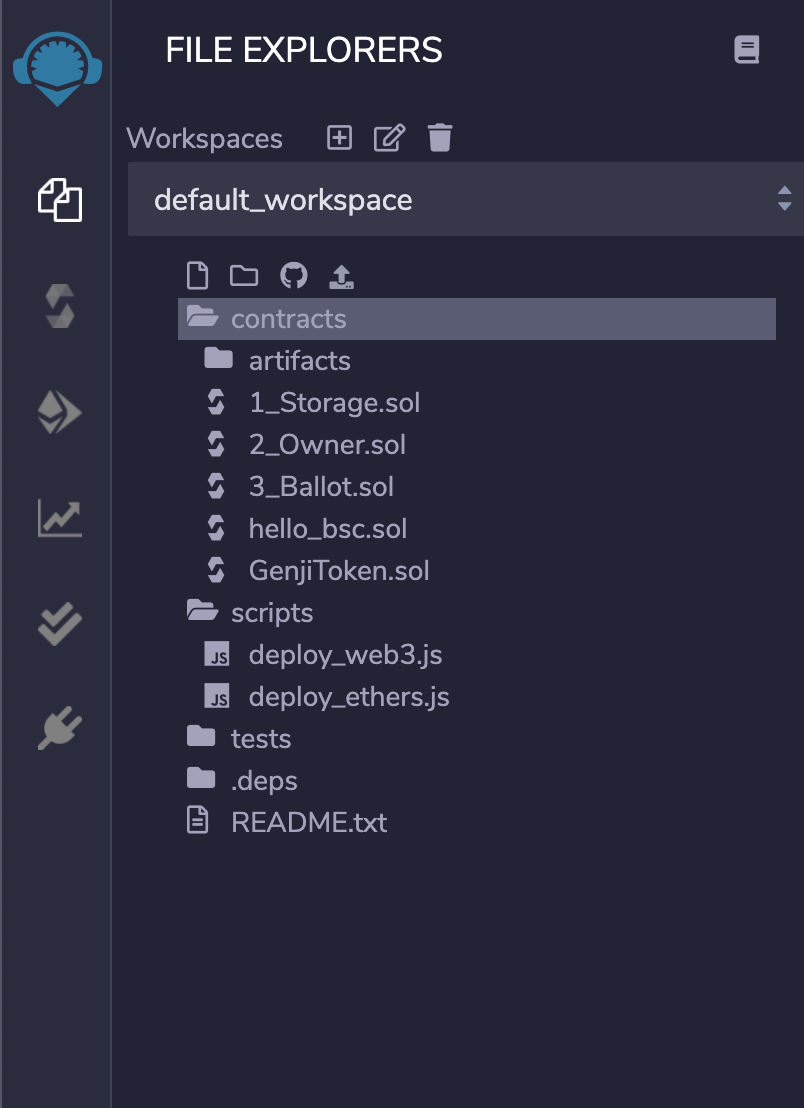 FILE EXPLORERS
Workspaces
default_workspace
contracts
artifacts
1_Storage.sol
2_Owner.sol
3_Ballot.sol
hello_bsc.sol
GenjiToken.sol
scripts
JS deploy_web3.js
JS deploy_ethers.js
tests
.deps
README.txt